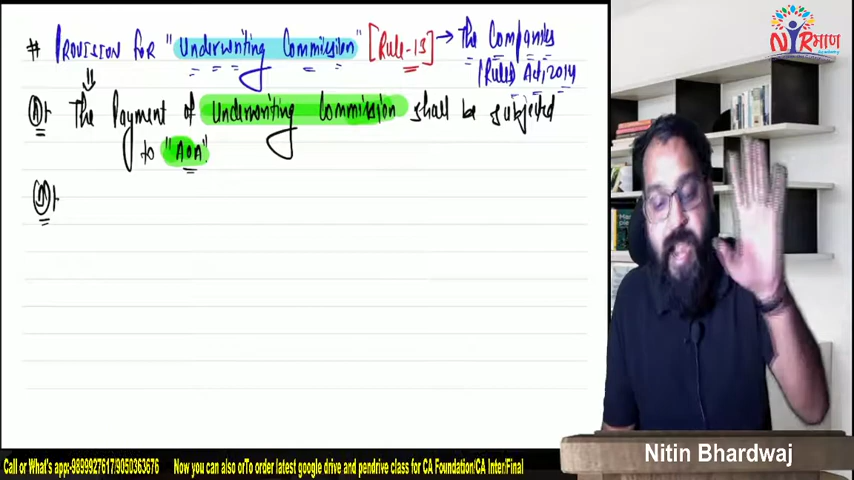 # PROVISION FOR "Underwriting Commission" [Rule-13] → The Companies
(Rules) Act, 2014
(A)→ The Payment of Underwriting Commission shall be subjected
to "AOA".
NIरमाण
Academy
Nitin Bhardwaj
Call or What's app:-9899927617/9050363676 Now you can also orTo order latest google drive and pendrive class for CA Foundation/CA Inter/Final